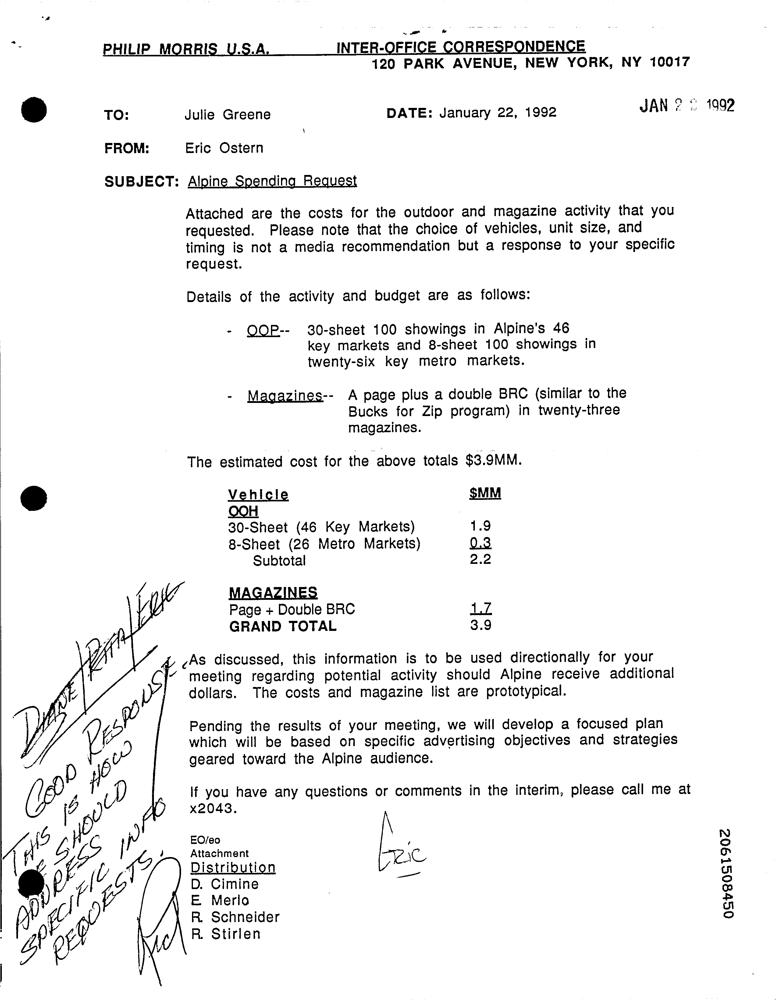 PHILIP MORRIS U.S.A. INTER-OFFICE CORRESPONDENCE
120 PARK AVENUE, NEW YORK, NY 10017
JAN 2 1992
TO: Julie Greene DATE: January 22, 1992
FROM: Eric Ostern
SUBJECT: Alpine Spending Request
Attached are the costs for the outdoor and magazine activity that you
requested. Please note that the choice of vehicles, unit size, and
timing is not a media recommendation but a response to your specific
request.
Details of the activity and budget are as follows:
- OOP-- 30-sheet 100 showings in Alpine's 46
key markets and 8-sheet 100 showings in
twenty-six key metro markets.
- Magazines-- A page plus a double BRC (similar to the
Bucks for Zip program) in twenty-three
magazines.
The estimated cost for the above totals $3.9MM.
Vehicle $MM
OOH
30-Sheet (46 Key Markets) 1.9
8-Sheet (26 Metro Markets) 0.3
Subtotal 2.2
MAGAZINES
Page + Double BRC 1.7
GRAND TOTAL 3.9
As discussed, this information is to be used directionally for your
meeting regarding potential activity should Alpine receive additional
dollars. The costs and magazine list are prototypical.
Pending the results of your meeting, we will develop a focused plan
which will be based on specific advertising objectives and strategies
geared toward the Alpine audience.
If you have any questions or comments in the interim, please call me at
x2043.
Eric
EO/eo
Attachment
Distribution
D. Cimine
E. Merlo
R. Schneider
R. Stirlen
DIANE/RITA/ERIC
GOOD RESPONSE.
THIS IS HOW
WE SHOULD
ADDRESS
SPECIFIC INFO
REQUESTS.
Rich
2061508450